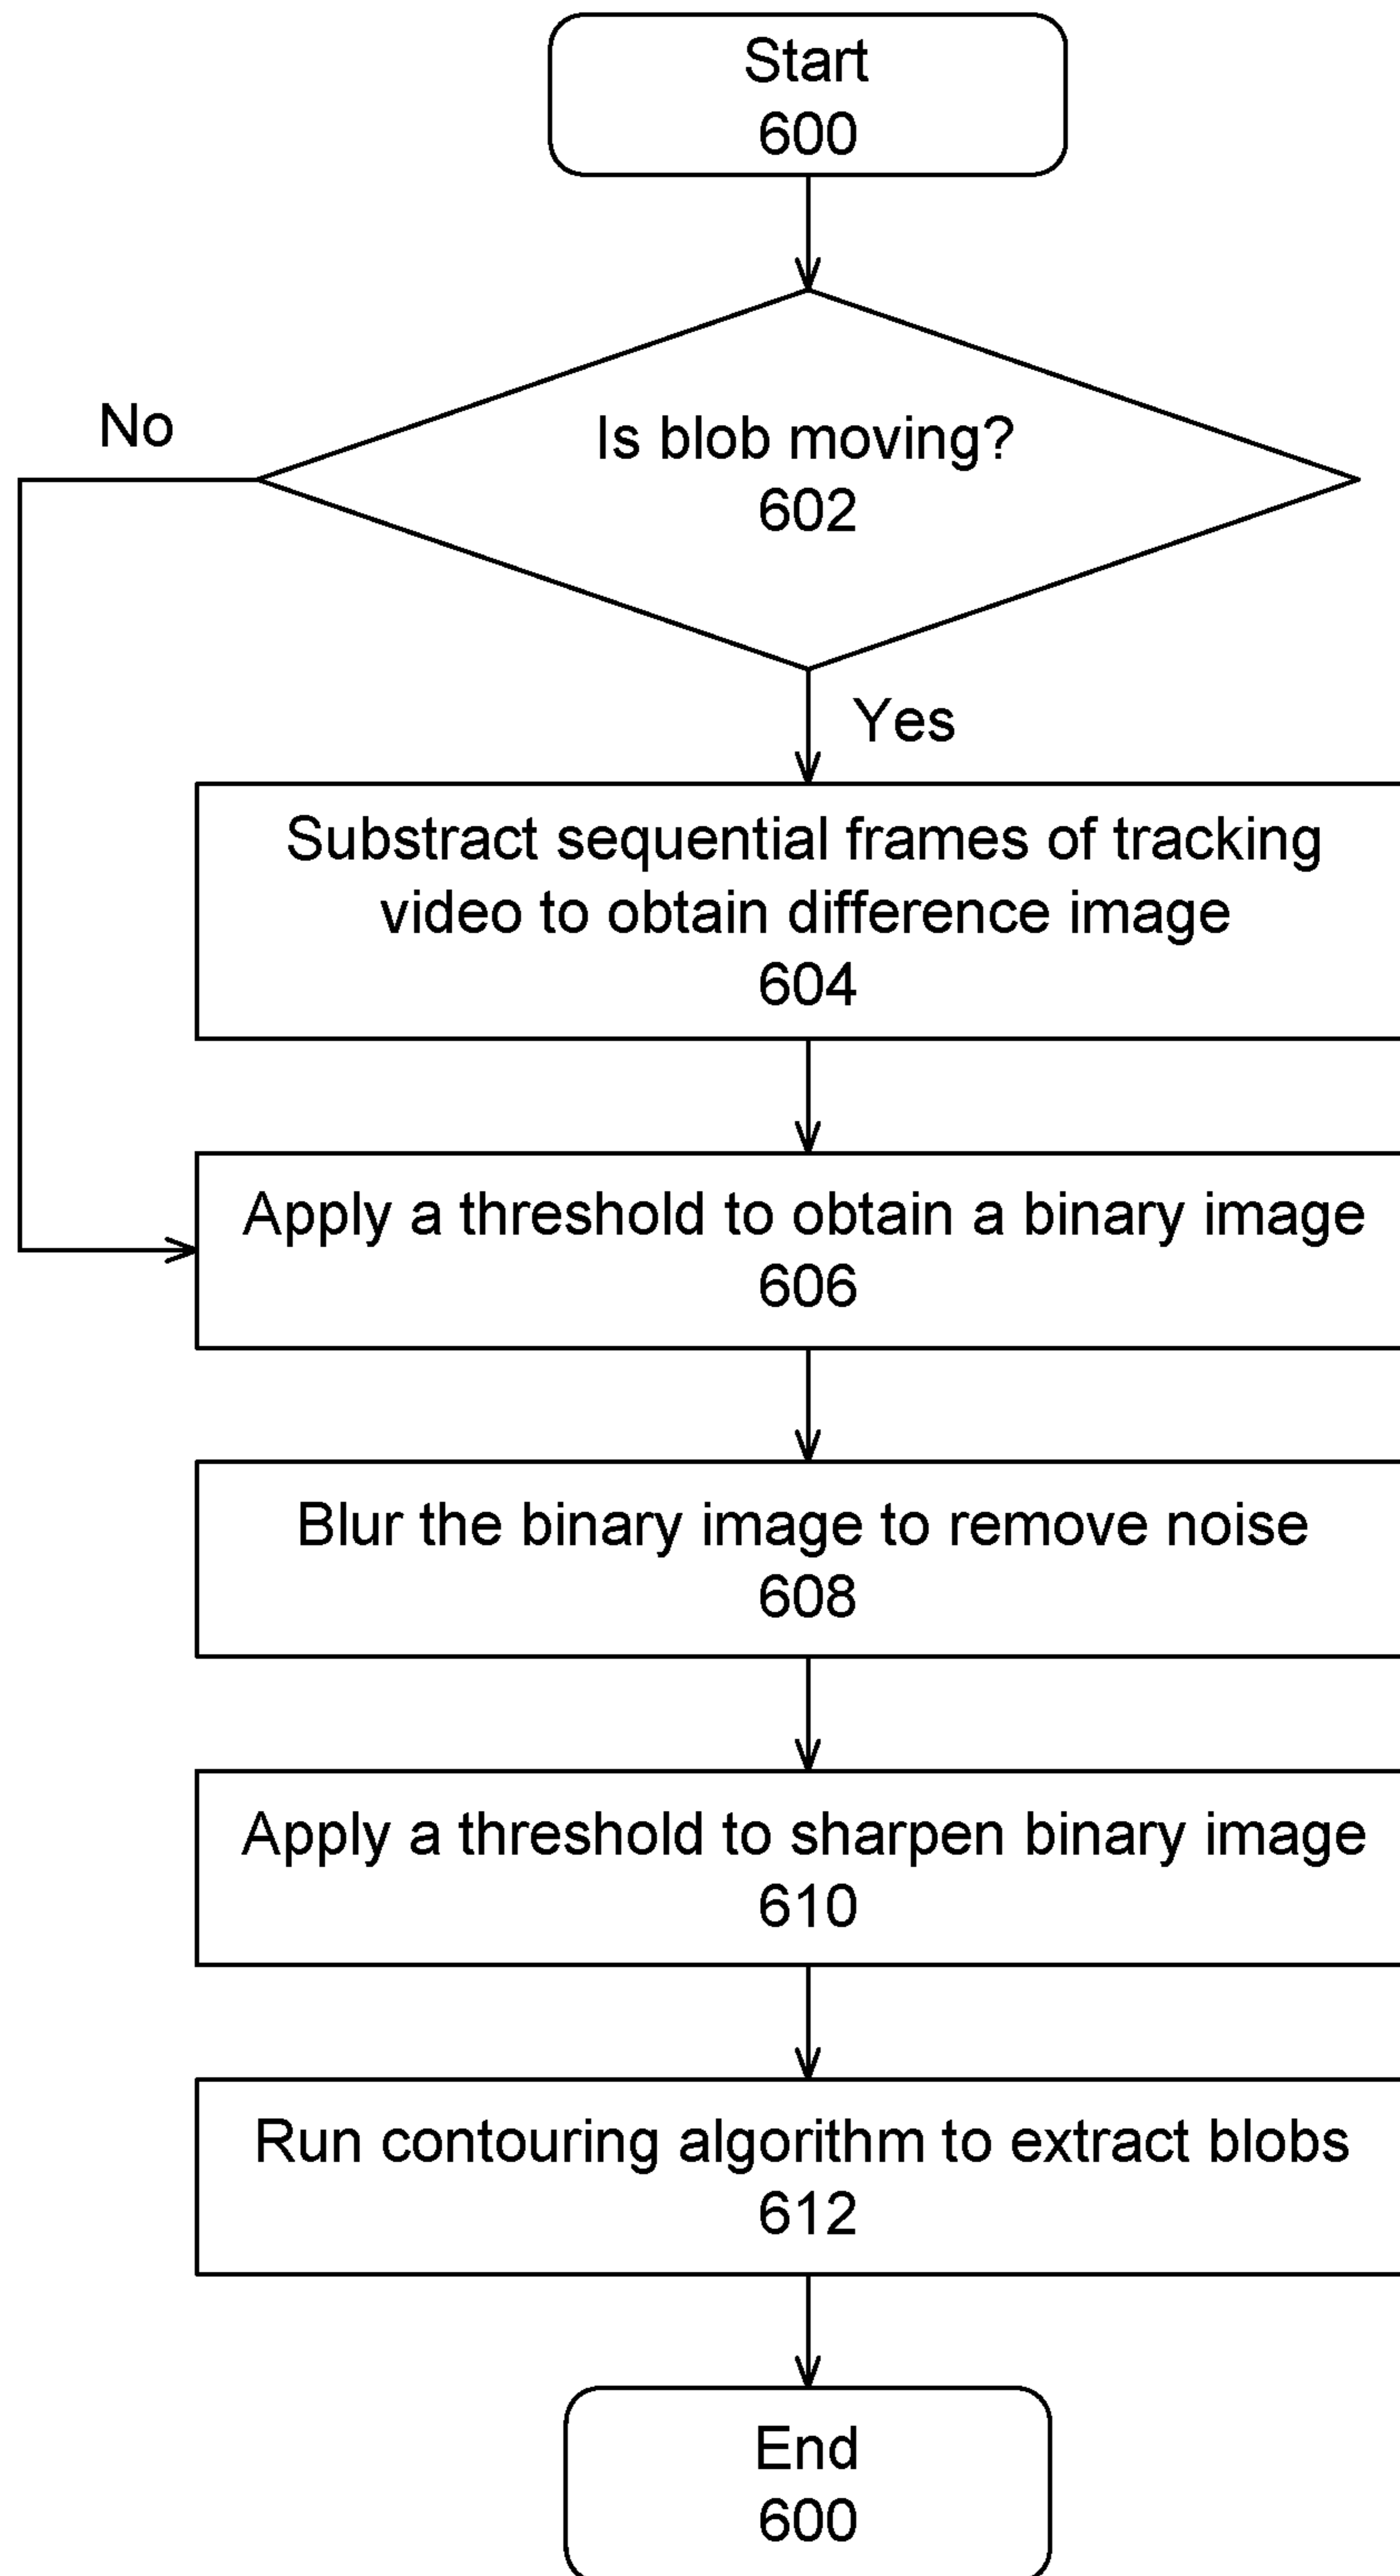 Start
600
No
Is blob moving?
602
Yes
Substract sequential frames of tracking
video to obtain difference image
604
Apply a threshold to obtain a binary image
606
Blur the binary image to remove noise
608
Apply a threshold to sharpen binary image
610
Run contouring algorithm to extract blobs
612
End
600